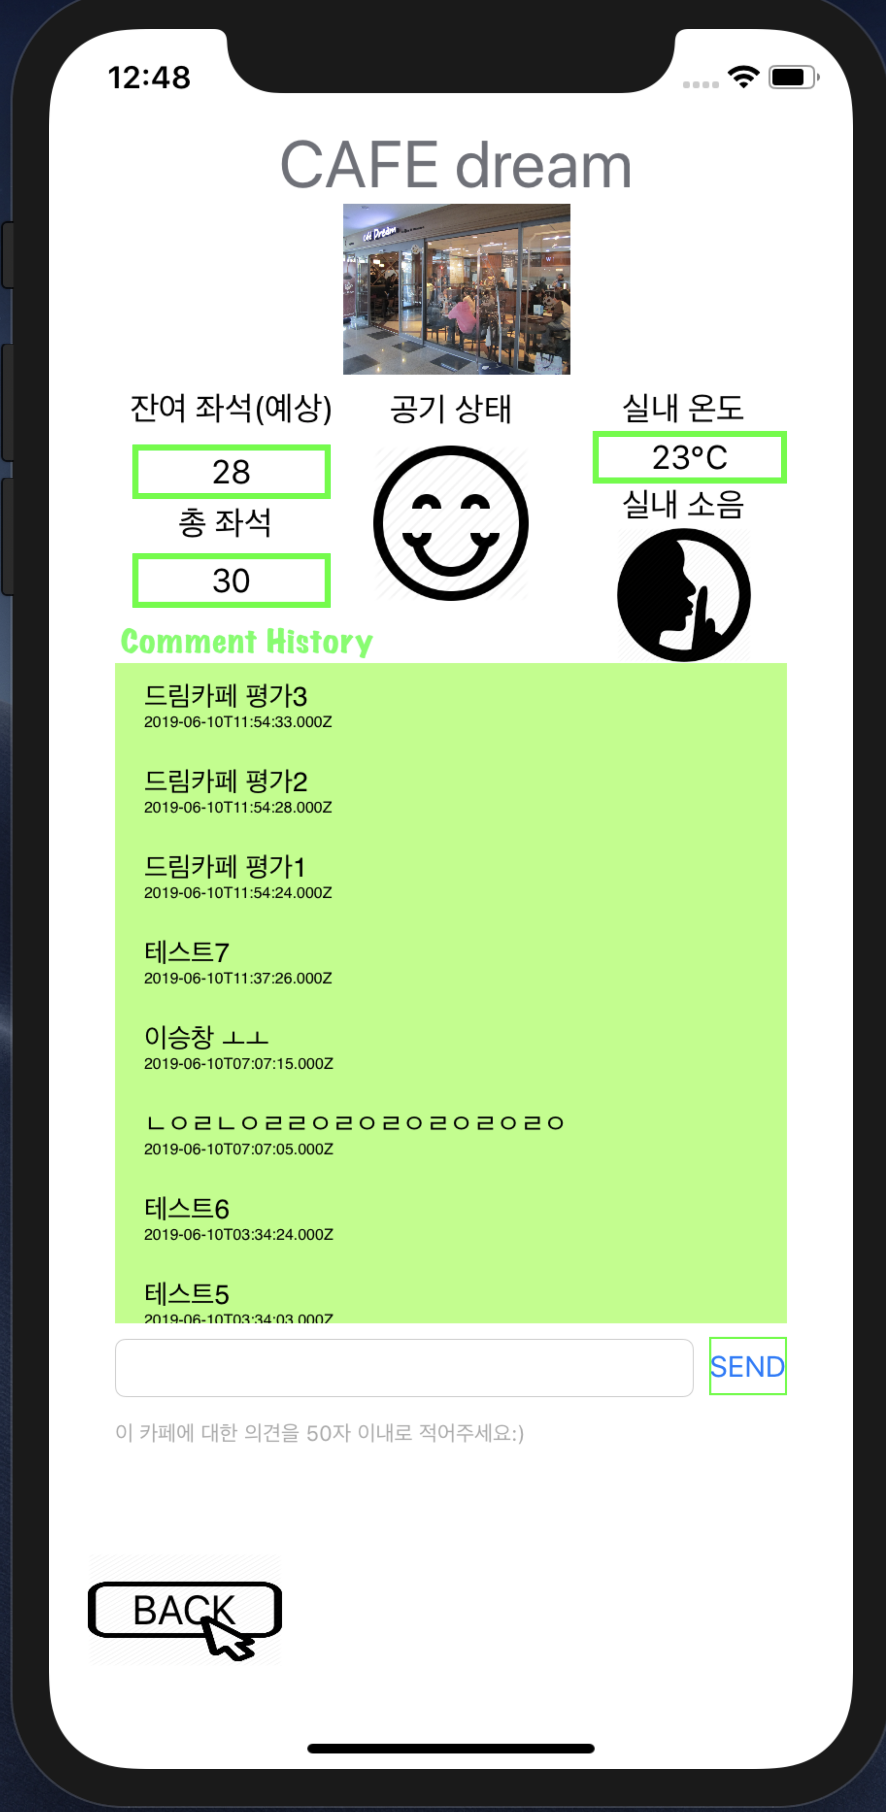 12:48
CAFE dream
Café Dream
잔여 좌석(예상)
공기 상태
실내 온도
28
23°C
총 좌석
실내 소음
30
Comment History
드림카페 평가3
2019-06-10T11:54:33.000Z
드림카페 평가2
2019-06-10T11:54:28.000Z
드림카페 평가1
2019-06-10T11:54:24.000Z
테스트7
2019-06-10T11:37:26.000Z
이승창 ㅗㅗ
2019-06-10T07:07:15.000Z
ㄴㅇㄹㄴㅇㄹㄹㅇㄹㅇㄹㅇㄹㅇㄹㅇㄹㅇ
2019-06-10T07:07:05.000Z
테스트6
2019-06-10T03:34:24.000Z
테스트5
2019-06-10T03:34:03.000Z
SEND
이 카페에 대한 의견을 50자 이내로 적어주세요:)
BACK